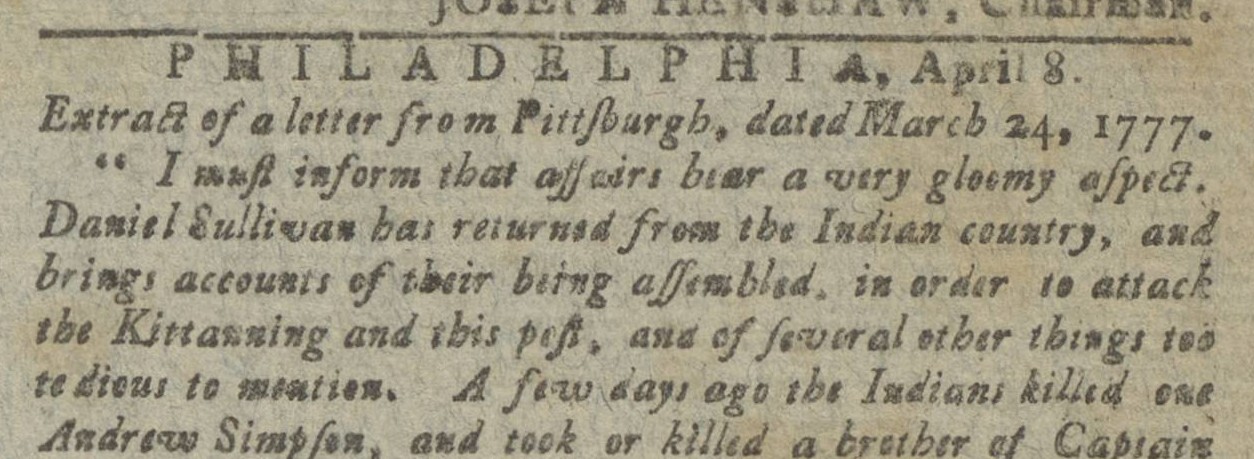 JOSEPH HENSHAW, Chairman.
PHILADELPHIA, April 8.
Extract of a letter from Pittſburgh, dated March 24, 1777.
“ I muſt inform that affairs bear a very gloomy aſpect.
Daniel Sullivan has returned from the Indian country, and
brings accounts of their being aſſembled, in order to attack
the Kittanning and this poſt, and of ſeveral other things too
tedious to mention. A few days ago the Indians killed one
Andrew Simpſon, and took or killed a brother of Captain